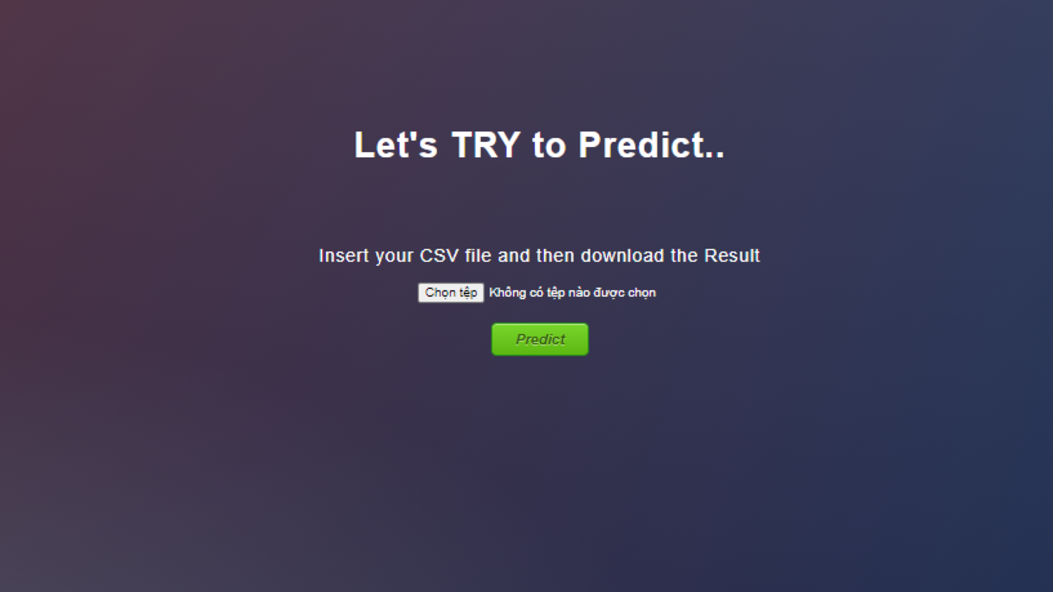 Let's TRY to Predict..
Insert your CSV file and then download the Result
Chọn tệp Không có tệp nào được chọn
Predict